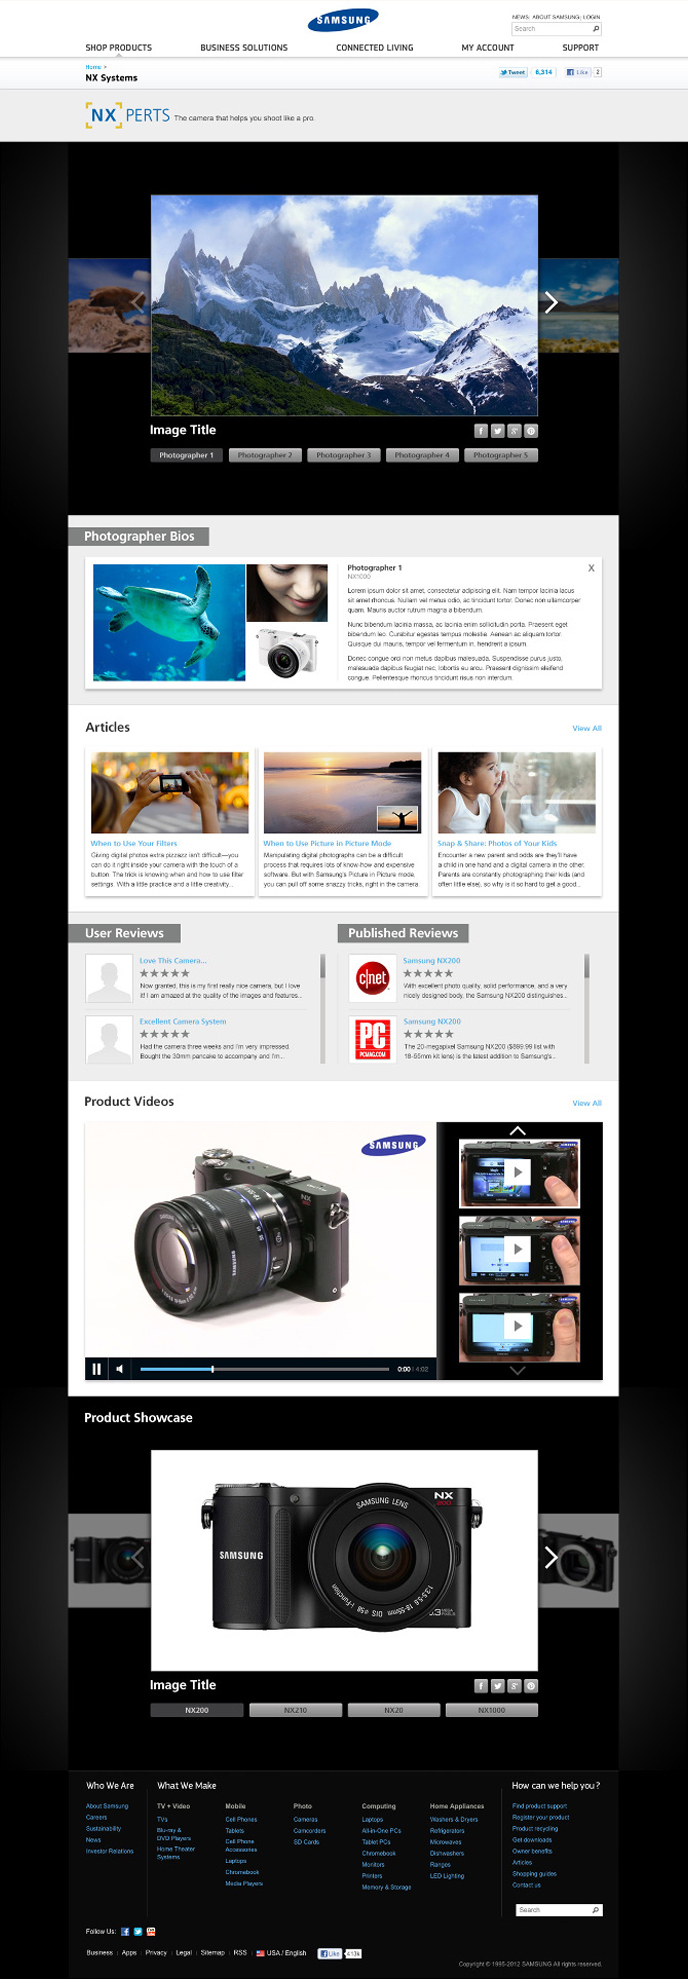 SAMSUNG
NEWS ABOUT SAMSUNG LOGIN
Search
SHOP PRODUCTS BUSINESS SOLUTIONS CONNECTED LIVING MY ACCOUNT SUPPORT
Home >
NX Systems
Tweet 6,314 Like 2
NX PERTS The camera that helps you shoot like a pro.
Image Title
Photographer 1 Photographer 2 Photographer 3 Photographer 4 Photographer 5
Photographer Bios
Photographer 1 X
NX1000
Lorem ipsum dolor sit amet, consectetur adipiscing elit. Nam tempor lacinia lacus
sit amet rhoncus. Nullam vel metus odio, ac tincidunt tortor. Donec non ullamcorper
quam. Mauris auctor rutrum magna a bibendum.
Nunc bibendum lacinia massa, ac lacinia enim sollicitudin porta. Praesent eget
bibendum leo. Curabitur egestas tempus molestie. Aenean ac aliquam tortor.
Quisque dui mauris, tempor vel fermentum in, hendrerit a ipsum.
Donec congue orci non metus dapibus malesuada. Suspendisse purus justo,
malesuada dapibus feugiat nec, lobortis eu arcu. Praesent dignissim eleifend
congue. Pellentesque rhoncus tincidunt risus non interdum.
Articles
View All
When to Use Your Filters
Giving digital photos extra pizzazz isn't difficult—you
can do it right inside your camera with the touch of a
button. The trick is knowing when and how to use filter
settings. With a little practice and a little creativity...
When to Use Picture in Picture Mode
Manipulating digital photographs can be a difficult
process that requires lots of know-how and expensive
software. But with Samsung's Picture in Picture mode,
you can pull off some snazzy tricks, right in the camera
Snap & Share: Photos of Your Kids
Encounter a new parent and odds are they'll have
a child in one hand and a digital camera in the other.
Parents are constantly photographing their kids (and
often little else), so why is it so hard to get a good...
User Reviews
Love This Camera...
Now granted, this is my first really nice camera, but I love
it! I am amazed at the quality of the images and features...
Excellent Camera System
Had the camera three weeks and I'm very impressed.
Bought the 30mm pancake to accompany and I'm...
Published Reviews
c|net
Samsung NX200
With excellent photo quality, solid performance, and a very
nicely designed body, the Samsung NX200 distinguishes...
PC
PCMAG.COM
Samsung NX200
The 20-megapixel Samsung NX200 ($899.99 list with
18-55mm kit lens) is the latest addition to Samsung's...
Product Videos
View All
SAMSUNG
SAMSUNG
NX
0:00 | 4:02
Product Showcase
SAMSUNG LENS
NX
SAMSUNG
i-Function
1:3.5-5.6 18-55mm OIS ø58
Image Title
NX200 NX210 NX20 NX1000
Who We Are
About Samsung
Careers
Sustainability
News
Investor Relations
What We Make
TV + Video
TVs
Blu-ray &
DVD Players
Home Theater
Systems
Mobile
Cell Phones
Tablets
Cell Phone
Accessories
Laptops
Chromebook
Media Players
Photo
Cameras
Camcorders
SD Cards
Computing
Laptops
All-in-One PCs
Tablet PCs
Chromebook
Monitors
Printers
Memory & Storage
Home Appliances
Washers & Dryers
Refrigerators
Microwaves
Dishwashers
Ranges
LED Lighting
How can we help you?
Find product support
Register your product
Product recycling
Get downloads
Owner benefits
Articles
Shopping guides
Contact us
Search
Follow Us:
Business | Apps | Privacy | Legal | Sitemap | RSS | USA / English Like 613k
Copyright © 1995-2012 SAMSUNG All rights reserved.